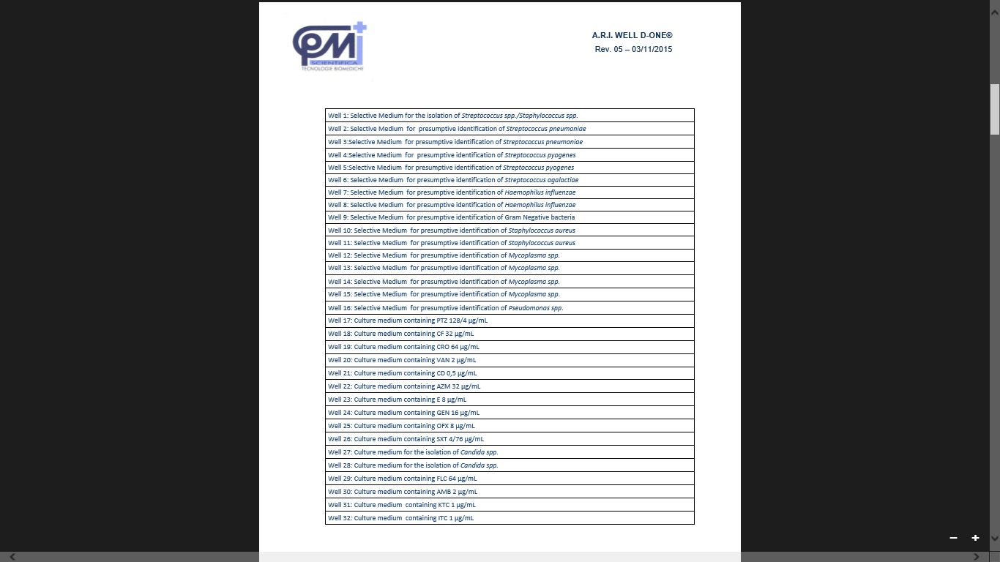 CPMi
SCIENTIFICA
TECNOLOGIE BIOMEDICHE
A.R.I. WELL D-ONE®
Rev. 05 – 03/11/2015
Well 1: Selective Medium for the isolation of Streptococcus spp./Staphylococcus spp.
Well 2: Selective Medium for presumptive identification of Streptococcus pneumoniae
Well 3:Selective Medium for presumptive identification of Streptococcus pneumoniae
Well 4:Selective Medium for presumptive identification of Streptococcus pyogenes
Well 5:Selective Medium for presumptive identification of Streptococcus pyogenes
Well 6: Selective Medium for presumptive identification of Streptococcus agalactiae
Well 7: Selective Medium for presumptive identification of Haemophilus influenzae
Well 8: Selective Medium for presumptive identification of Haemophilus influenzae
Well 9: Selective Medium for presumptive identification of Gram Negative bacteria
Well 10: Selective Medium for presumptive identification of Staphylococcus aureus
Well 11: Selective Medium for presumptive identification of Staphylococcus aureus
Well 12: Selective Medium for presumptive identification of Mycoplasma spp.
Well 13: Selective Medium for presumptive identification of Mycoplasma spp.
Well 14: Selective Medium for presumptive identification of Mycoplasma spp.
Well 15: Selective Medium for presumptive identification of Mycoplasma spp.
Well 16: Selective Medium for presumptive identification of Pseudomonas spp.
Well 17: Culture medium containing PTZ 128/4 µg/mL
Well 18: Culture medium containing CF 32 µg/mL
Well 19: Culture medium containing CRO 64 µg/mL
Well 20: Culture medium containing VAN 2 µg/mL
Well 21: Culture medium containing CD 0,5 µg/mL
Well 22: Culture medium containing AZM 32 µg/mL
Well 23: Culture medium containing E 8 µg/mL
Well 24: Culture medium containing GEN 16 µg/mL
Well 25: Culture medium containing OFX 8 µg/mL
Well 26: Culture medium containing SXT 4/76 µg/mL
Well 27: Culture medium for the isolation of Candida spp.
Well 28: Culture medium for the isolation of Candida spp.
Well 29: Culture medium containing FLC 64 µg/mL
Well 30: Culture medium containing AMB 2 µg/mL
Well 31: Culture medium containing KTC 1 µg/mL
Well 32: Culture medium containing ITC 1 µg/mL